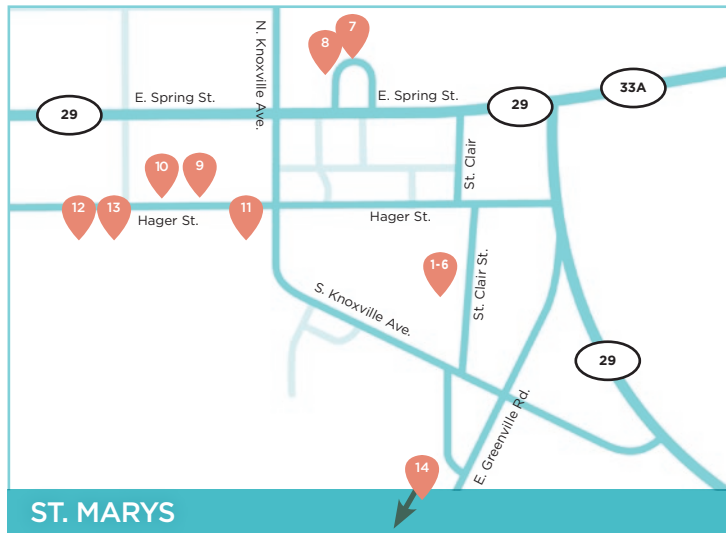 7
8
N. Knoxville Ave.
33A
E. Spring St.
E. Spring St.
29
29
St. Clair
10
9
12
13
11
Hager St.
Hager St.
1-6
St. Clair St.
S. Knoxville Ave.
29
E. Greenville Rd.
14
ST. MARYS